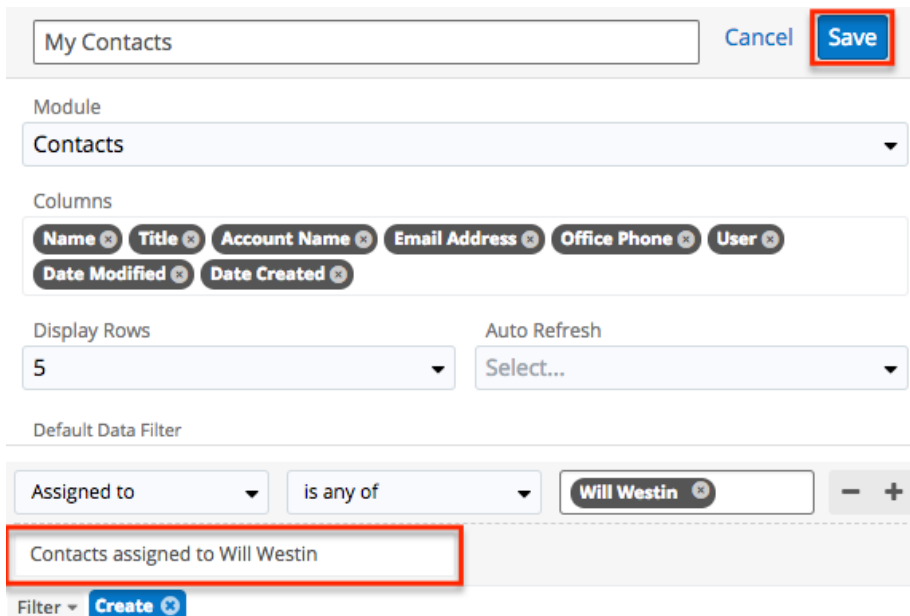 My Contacts Cancel Save
Module
Contacts
Columns
Name Title Account Name Email Address Office Phone User
Date Modified Date Created
Display Rows Auto Refresh
5 Select...
Default Data Filter
Assigned to is any of Will Westin
Contacts assigned to Will Westin
Filter Create